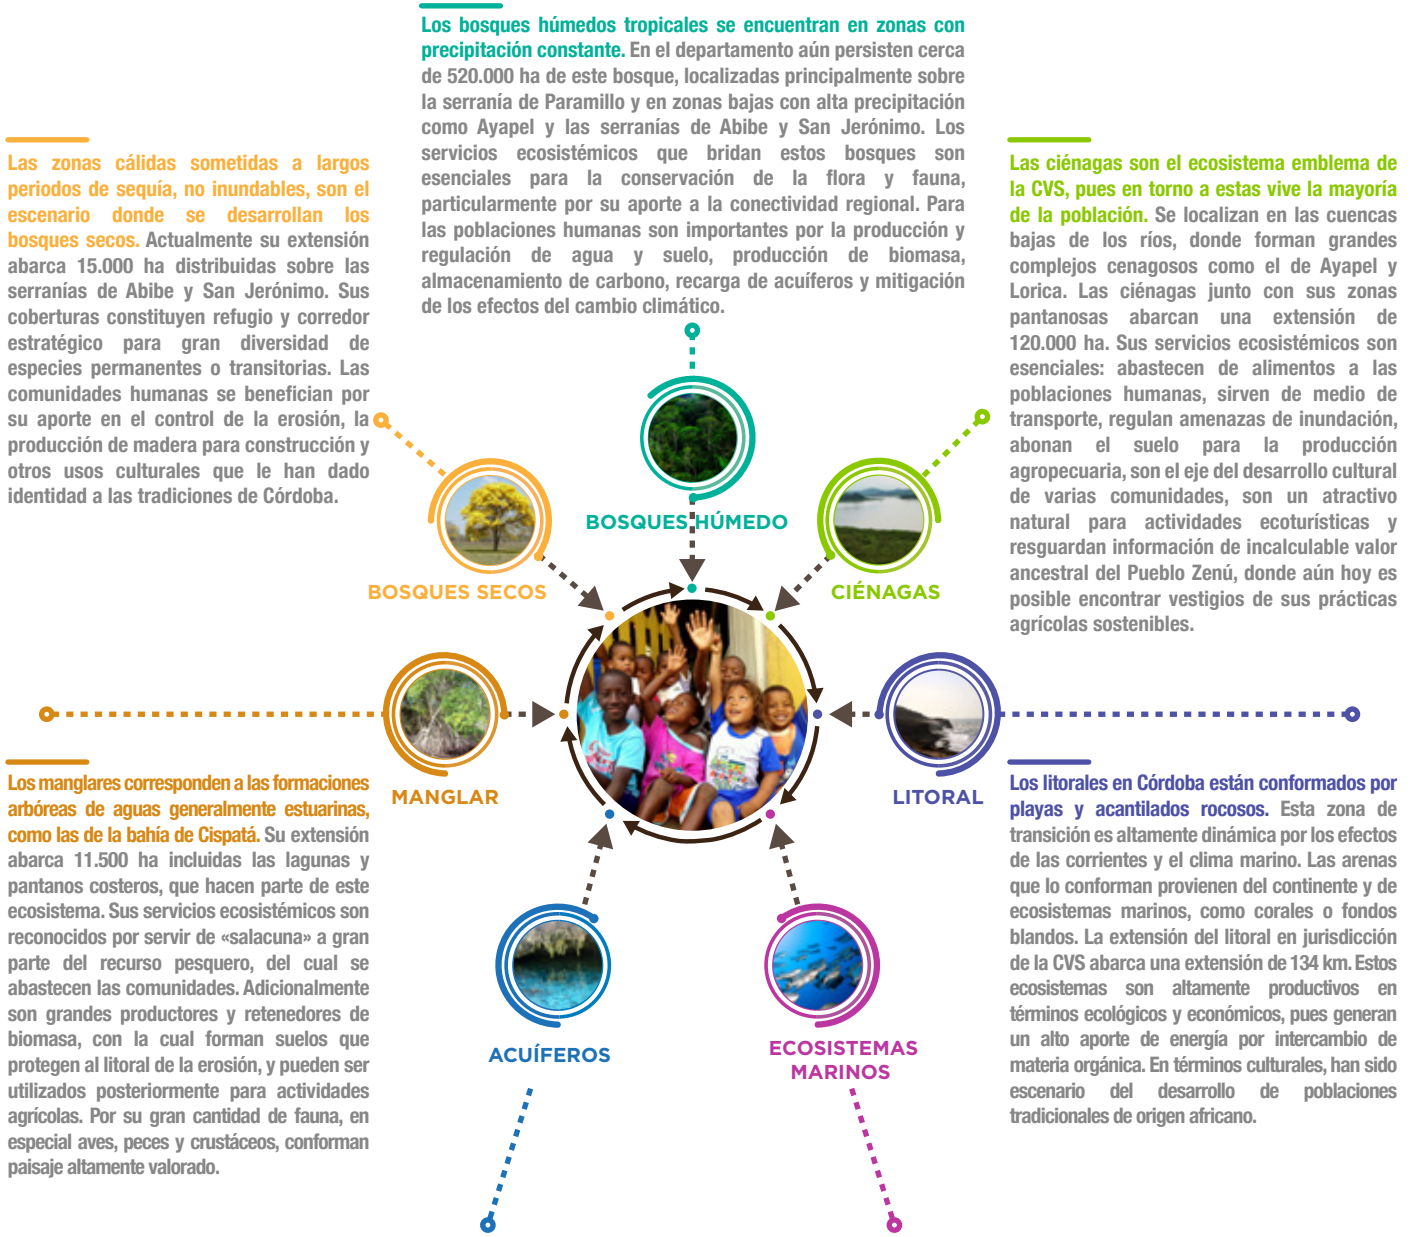 Los bosques húmedos tropicales se encuentran en zonas con
precipitación constante. En el departamento aún persisten cerca
de 520.000 ha de este bosque, localizadas principalmente sobre
la serranía de Paramillo y en zonas bajas con alta precipitación
como Ayapel y las serranías de Abibe y San Jerónimo. Los
servicios ecosistémicos que bridan estos bosques son
esenciales para la conservación de la flora y fauna,
particularmente por su aporte a la conectividad regional. Para
las poblaciones humanas son importantes por la producción y
regulación de agua y suelo, producción de biomasa,
almacenamiento de carbono, recarga de acuíferos y mitigación
de los efectos del cambio climático.
Las zonas cálidas sometidas a largos
periodos de sequía, no inundables, son el
escenario donde se desarrollan los
bosques secos. Actualmente su extensión
abarca 15.000 ha distribuidas sobre las
serranías de Abibe y San Jerónimo. Sus
coberturas constituyen refugio y corredor
estratégico para gran diversidad de
especies permanentes o transitorias. Las
comunidades humanas se benefician por
su aporte en el control de la erosión, la
producción de madera para construcción y
otros usos culturales que le han dado
identidad a las tradiciones de Córdoba.
Las ciénagas son el ecosistema emblema de
la CVS, pues en torno a estas vive la mayoría
de la población. Se localizan en las cuencas
bajas de los ríos, donde forman grandes
complejos cenagosos como el de Ayapel y
Lorica. Las ciénagas junto con sus zonas
pantanosas abarcan una extensión de
120.000 ha. Sus servicios ecosistémicos son
esenciales: abastecen de alimentos a las
poblaciones humanas, sirven de medio de
transporte, regulan amenazas de inundación,
abonan el suelo para la producción
agropecuaria, son el eje del desarrollo cultural
de varias comunidades, son un atractivo
natural para actividades ecoturísticas y
resguardan información de incalculable valor
ancestral del Pueblo Zenú, donde aún hoy es
posible encontrar vestigios de sus prácticas
agrícolas sostenibles.
BOSQUES HÚMEDO
BOSQUES SECOS
CIÉNAGAS
MANGLAR
LITORAL
Los manglares corresponden a las formaciones
arbóreas de aguas generalmente estuarinas,
como las de la bahía de Cispatá. Su extensión
abarca 11.500 ha incluidas las lagunas y
pantanos costeros, que hacen parte de este
ecosistema. Sus servicios ecosistémicos son
reconocidos por servir de «salacuna» a gran
parte del recurso pesquero, del cual se
abastecen las comunidades. Adicionalmente
son grandes productores y retenedores de
biomasa, con la cual forman suelos que
protegen al litoral de la erosión, y pueden ser
utilizados posteriormente para actividades
agrícolas. Por su gran cantidad de fauna, en
especial aves, peces y crustáceos, conforman
paisaje altamente valorado.
Los litorales en Córdoba están conformados por
playas y acantilados rocosos. Esta zona de
transición es altamente dinámica por los efectos
de las corrientes y el clima marino. Las arenas
que lo conforman provienen del continente y de
ecosistemas marinos, como corales o fondos
blandos. La extensión del litoral en jurisdicción
de la CVS abarca una extensión de 134 km. Estos
ecosistemas son altamente productivos en
términos ecológicos y económicos, pues generan
un alto aporte de energía por intercambio de
materia orgánica. En términos culturales, han sido
escenario del desarrollo de poblaciones
tradicionales de origen africano.
ACUÍFEROS
ECOSISTEMAS
MARINOS